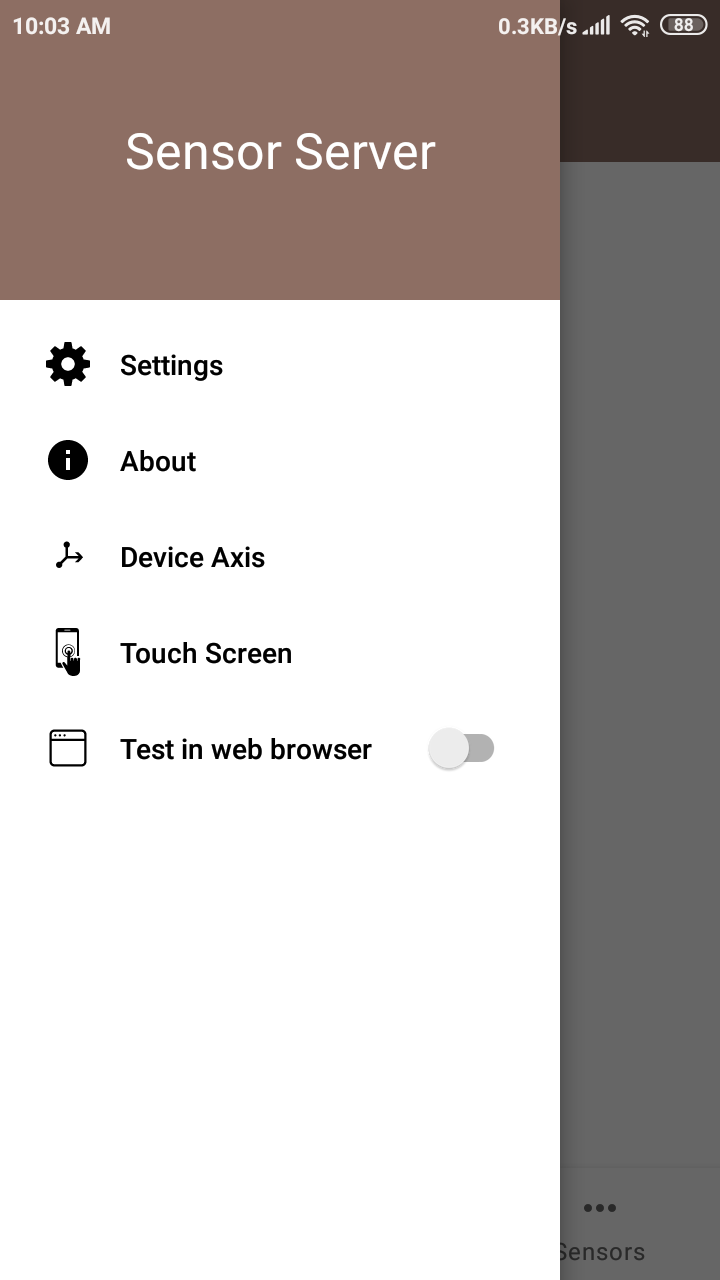 10:03 AM 0.3KB/s 88
Sensor Server
Settings
About
Device Axis
Touch Screen
Test in web browser
Sensors